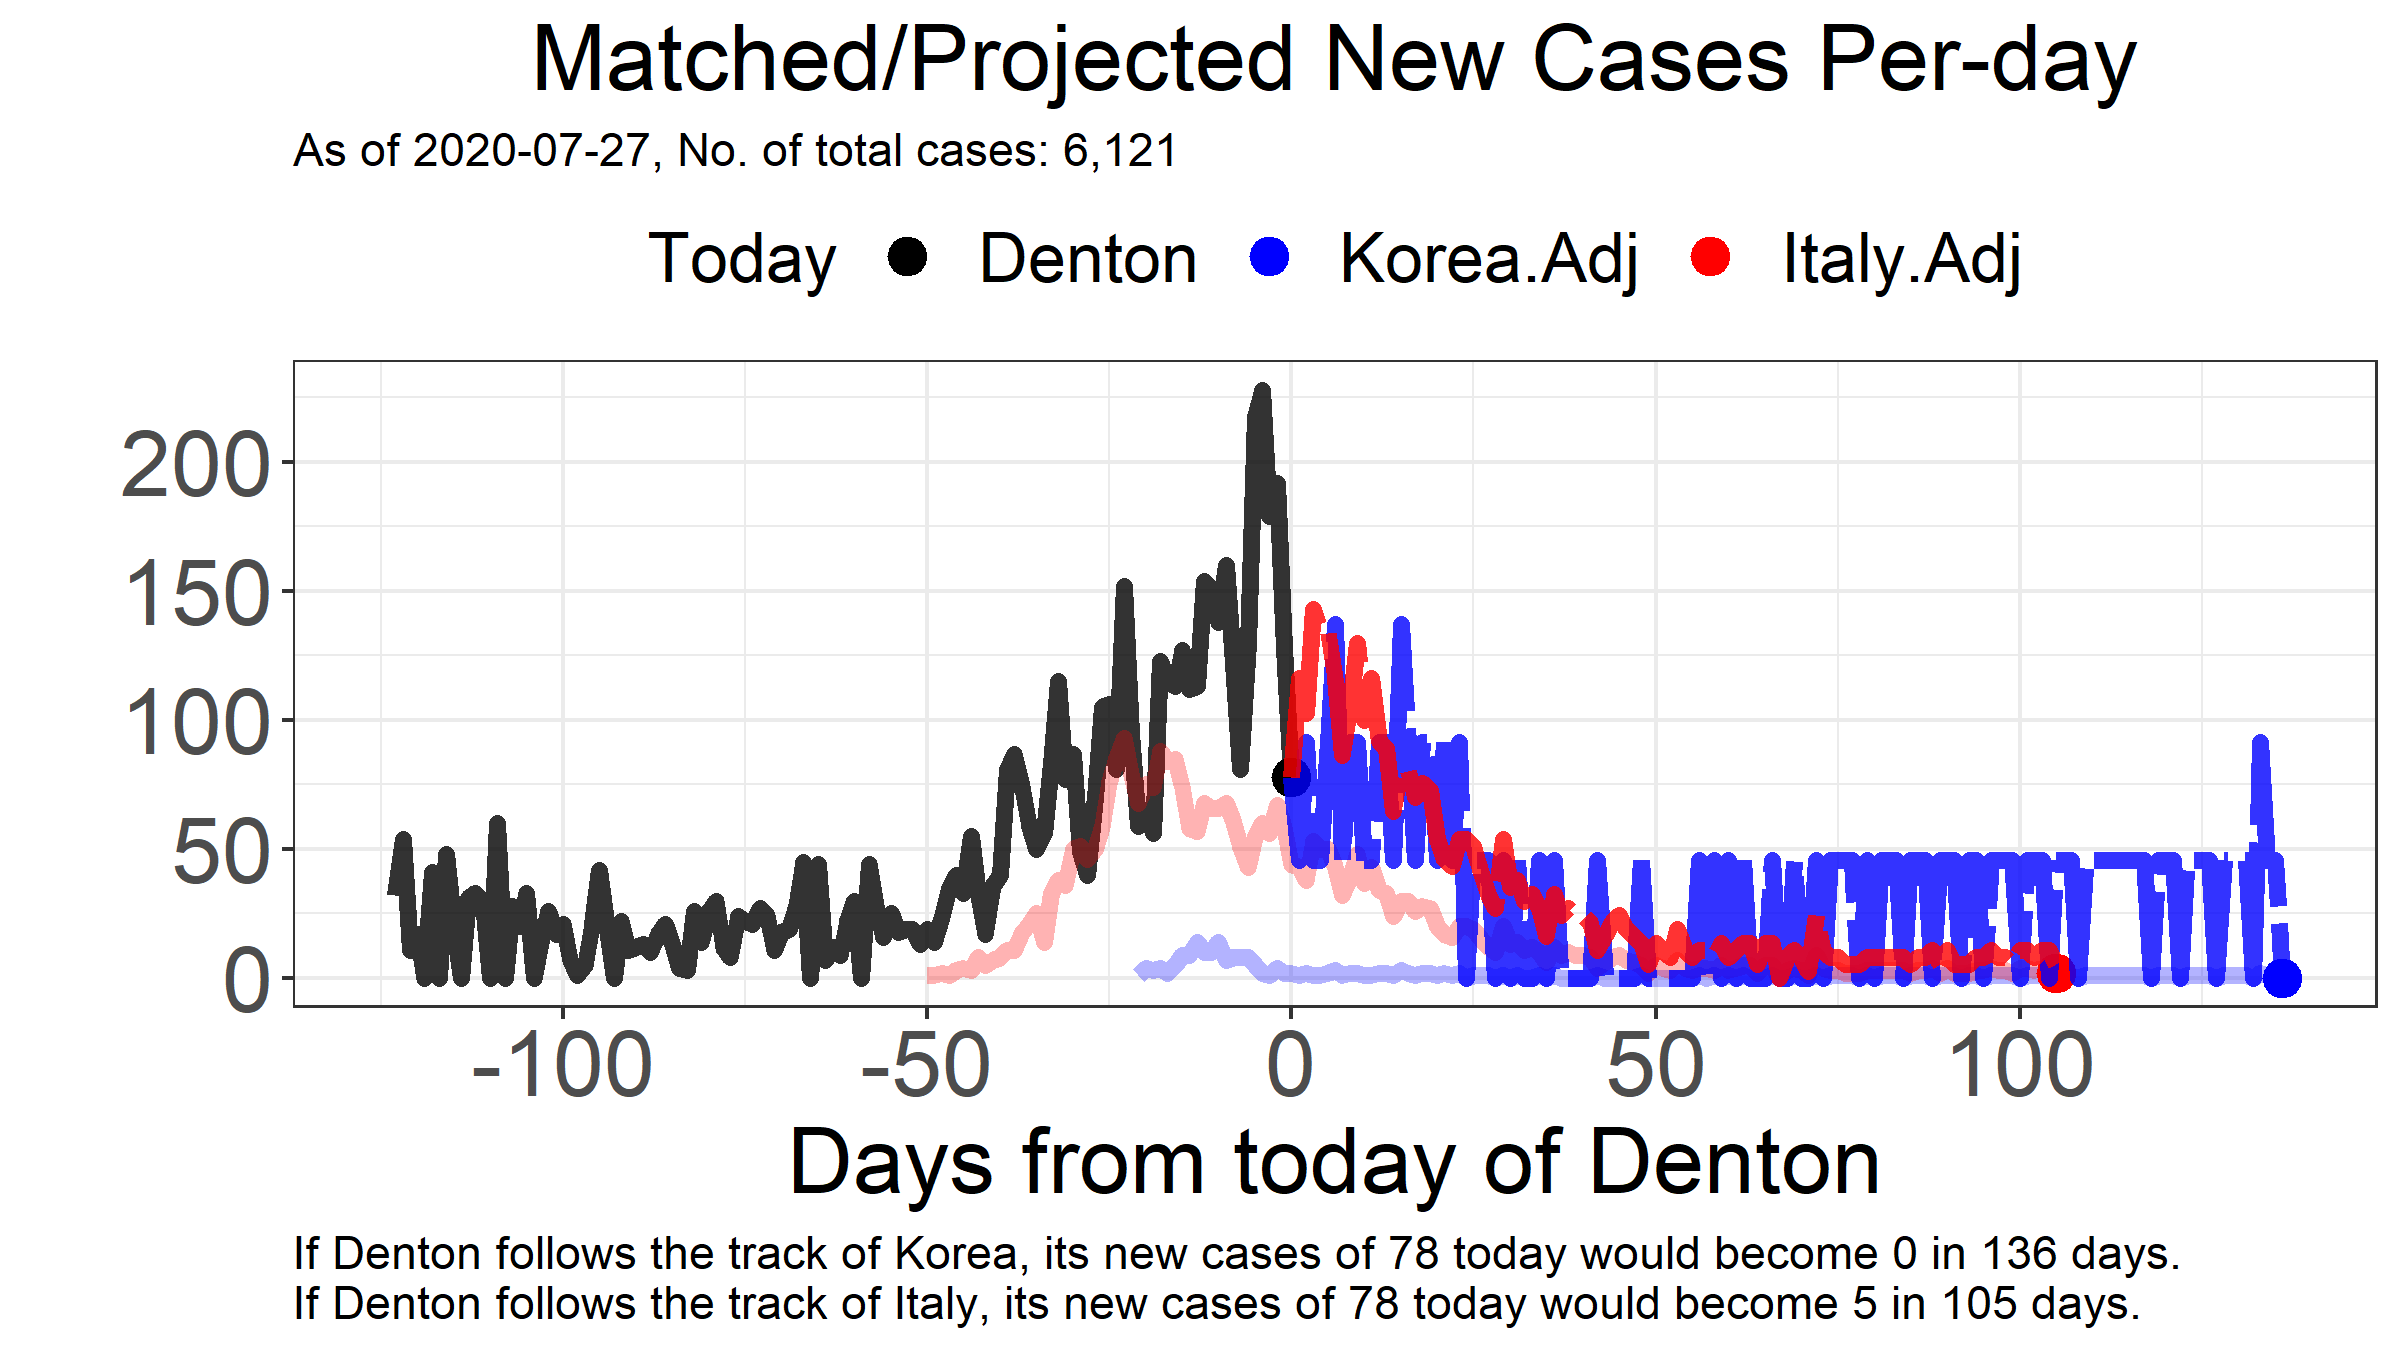 Matched/Projected New Cases Per-day
As of 2020-07-27, No. of total cases: 6,121
Today Denton Korea.Adj Italy.Adj
200
150
100
50
0
-100 -50 0 50 100
Days from today of Denton
If Denton follows the track of Korea, its new cases of 78 today would become 0 in 136 days.
If Denton follows the track of Italy, its new cases of 78 today would become 5 in 105 days.